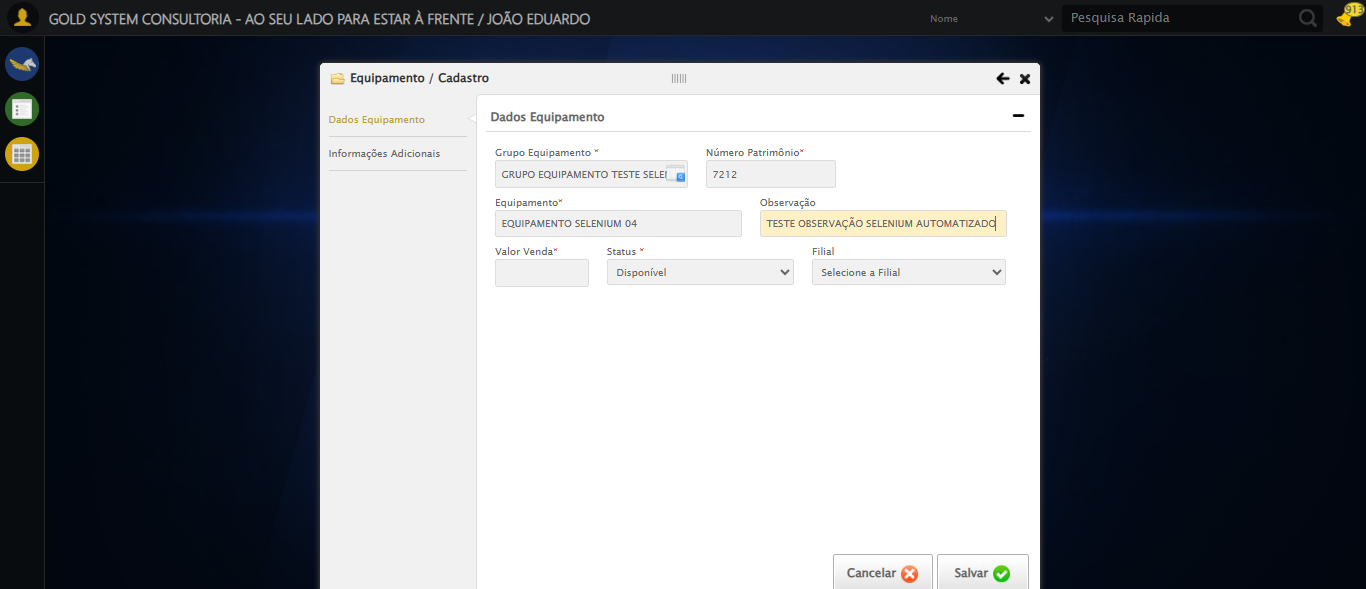 GOLD SYSTEM CONSULTORIA - AO SEU LADO PARA ESTAR À FRENTE / JOÃO EDUARDO
Nome
Pesquisa Rapida
913
Equipamento / Cadastro
Dados Equipamento
Informações Adicionais
Dados Equipamento
Grupo Equipamento *
Número Patrimônio*
GRUPO EQUIPAMENTO TESTE SELE
7212
Equipamento*
Observação
EQUIPAMENTO SELENIUM 04
TESTE OBSERVAÇÃO SELENIUM AUTOMATIZADO
Valor Venda*
Status *
Filial
Disponível
Selecione a Filial
Cancelar
Salvar